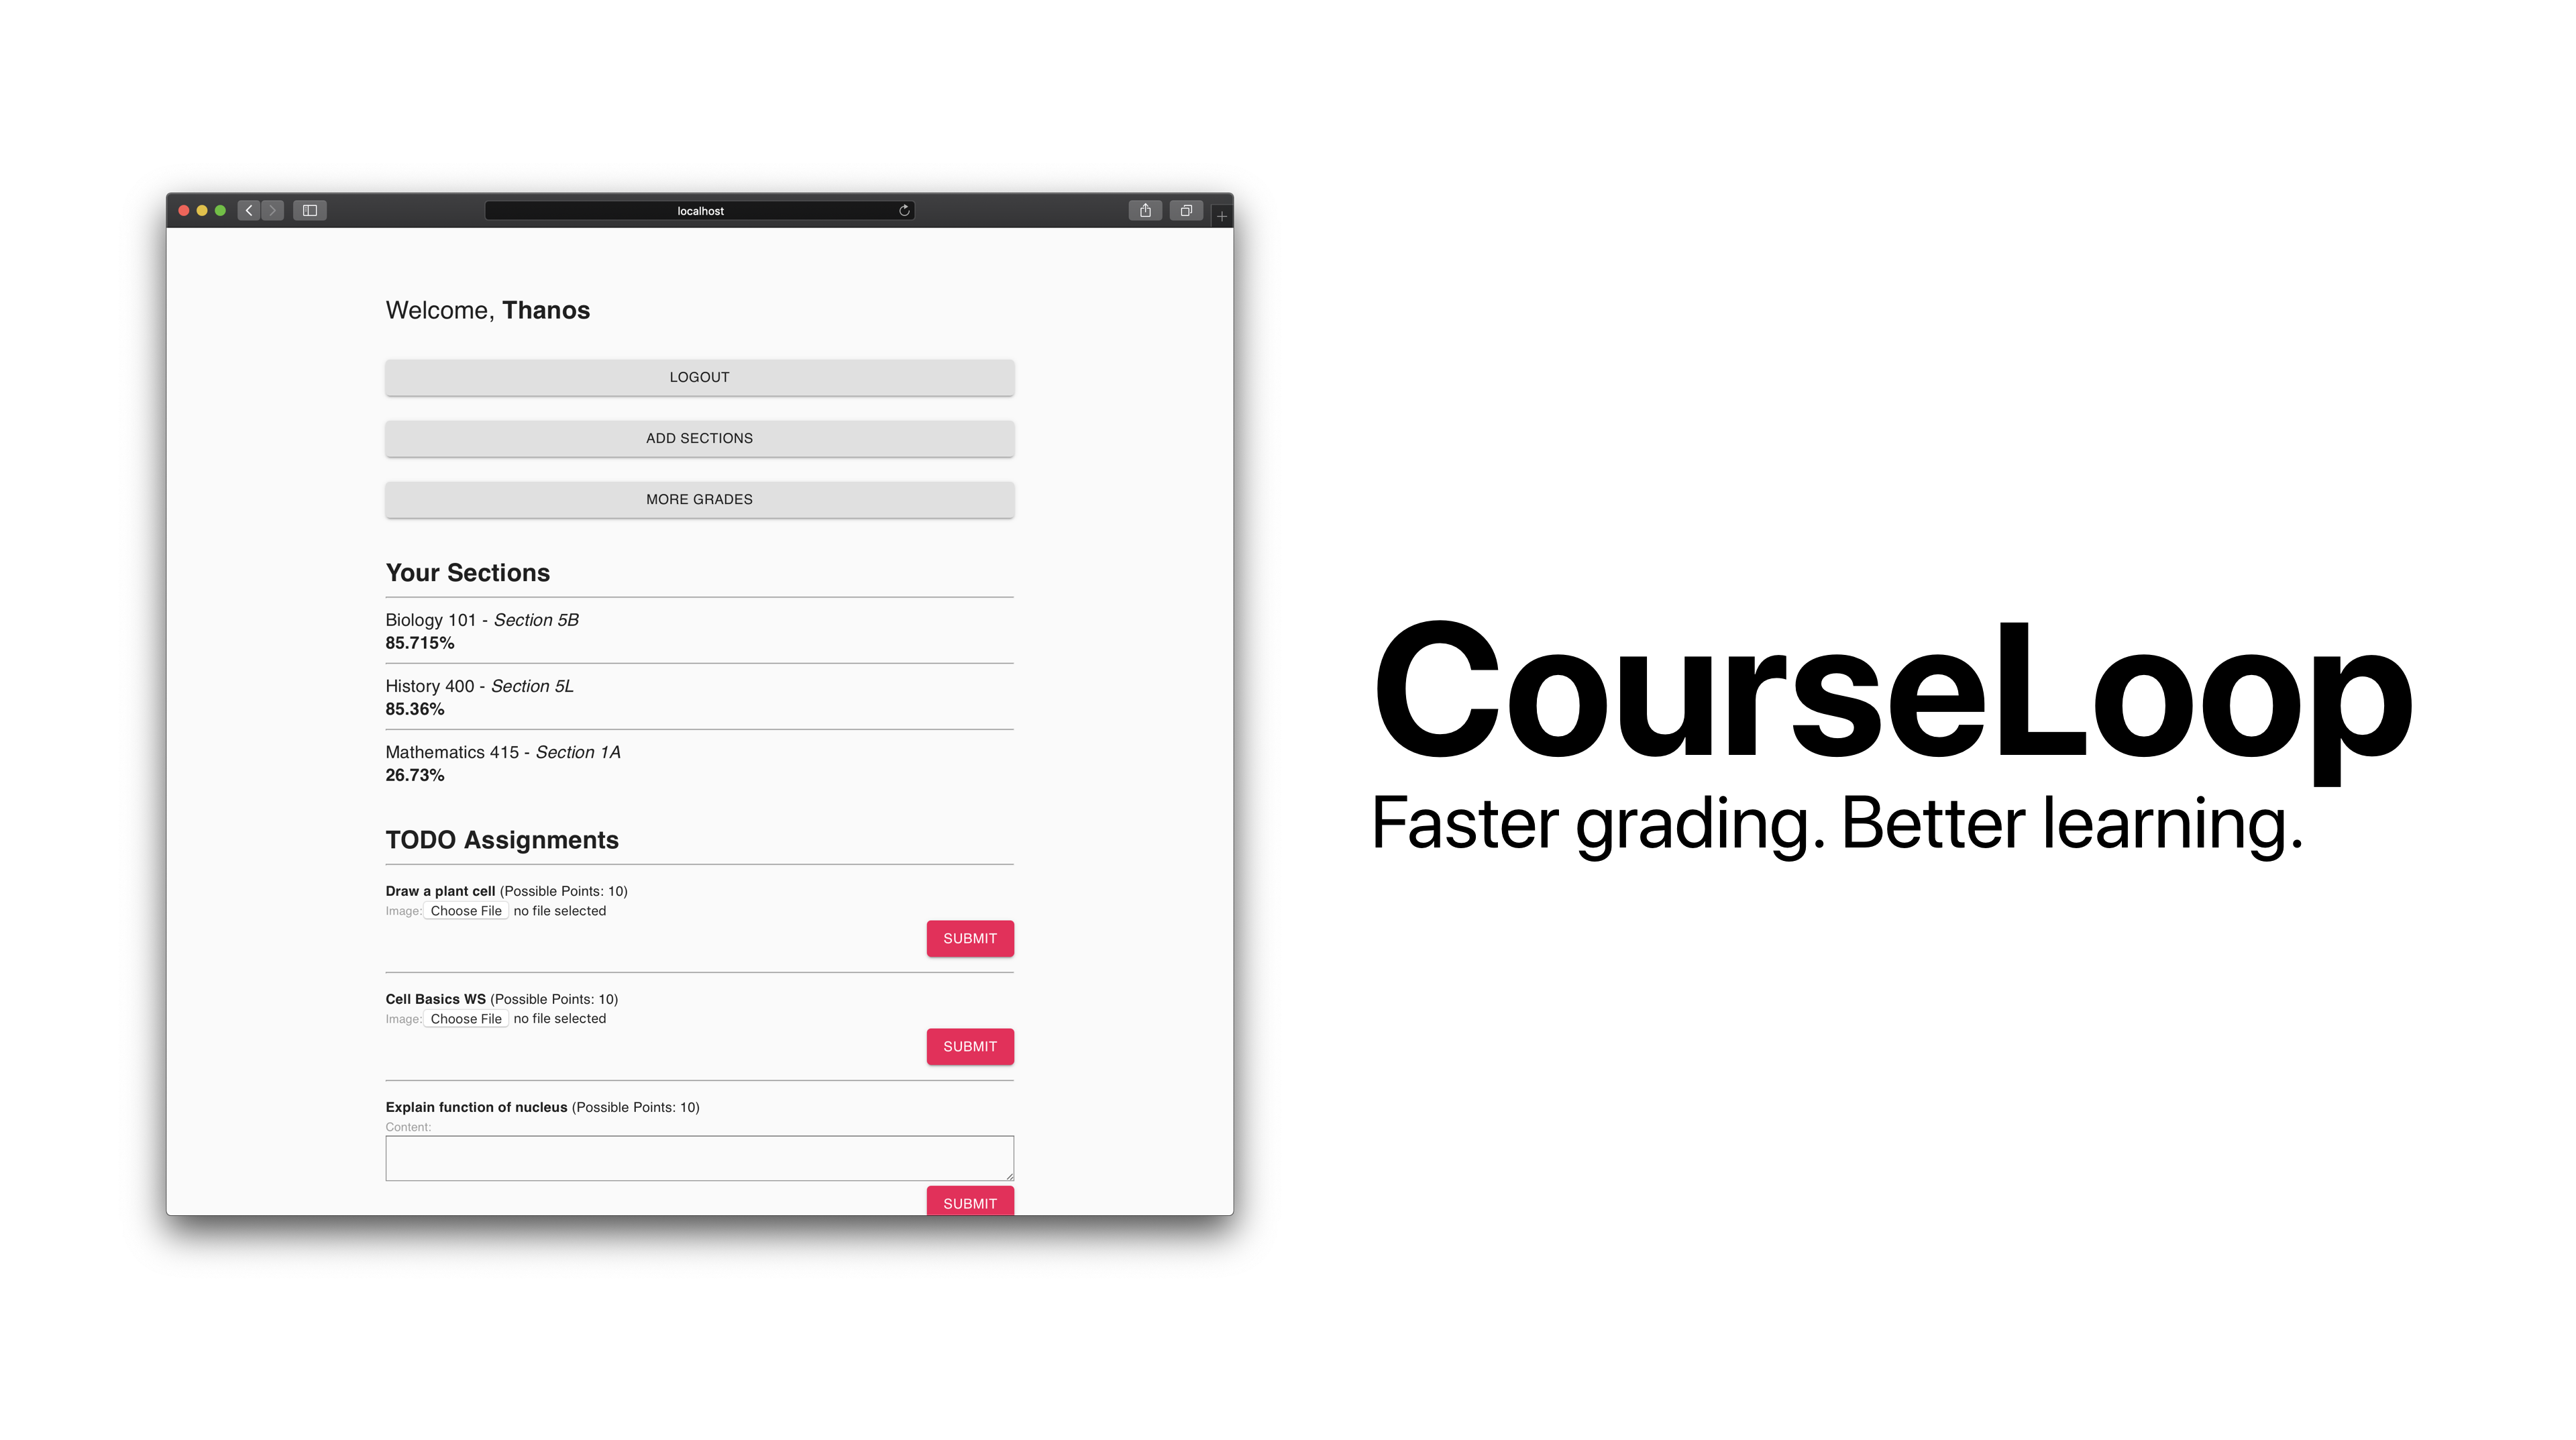 localhost
Welcome, Thanos
LOGOUT
ADD SECTIONS
MORE GRADES
Your Sections
Biology 101 - Section 5B
85.715%
History 400 - Section 5L
85.36%
Mathematics 415 - Section 1A
26.73%
TODO Assignments
Draw a plant cell (Possible Points: 10)
Image: Choose File no file selected
SUBMIT
Cell Basics WS (Possible Points: 10)
Image: Choose File no file selected
SUBMIT
Explain function of nucleus (Possible Points: 10)
Content:
SUBMIT
CourseLoop
Faster grading. Better learning.